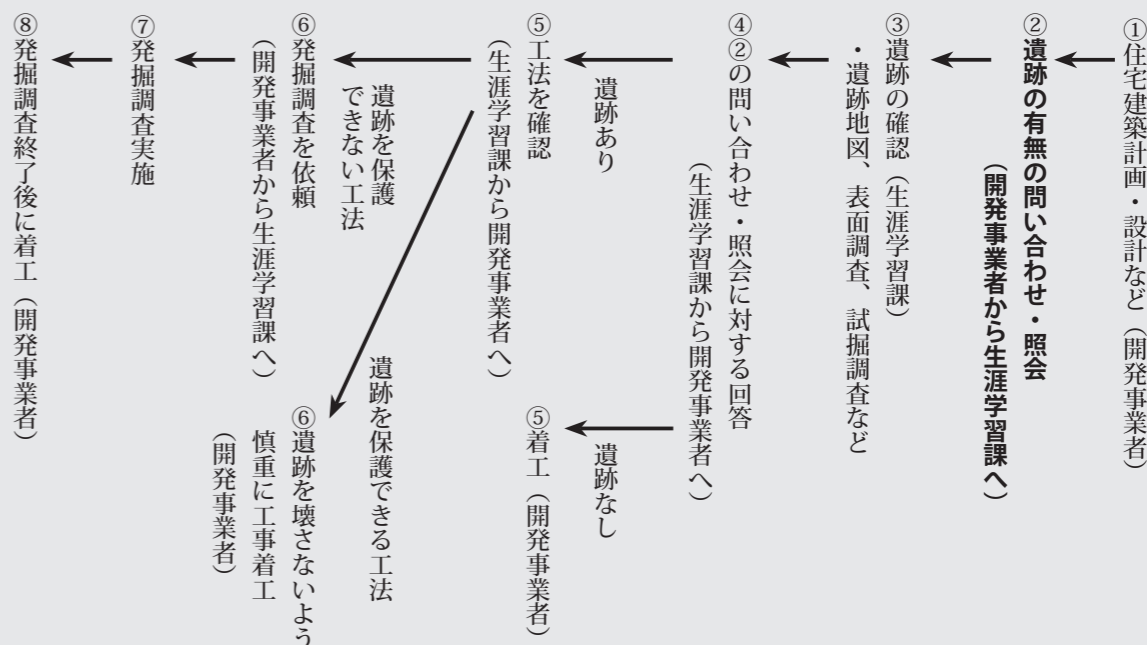 ①住宅建築計画・設計など（開発事業者）
②遺跡の有無の問い合わせ・照会
（開発事業者から生涯学習課へ）
③遺跡の確認（生涯学習課）
・遺跡地図、表面調査、試掘調査など
④②の問い合わせ・照会に対する回答
（生涯学習課から開発事業者へ）
遺跡あり
遺跡なし
⑤工法を確認
（生涯学習課から開発事業者へ）
⑤着工（開発事業者）
遺跡を保護
できない工法
遺跡を保護できる工法
⑥発掘調査を依頼
（開発事業者から生涯学習課へ）
⑥遺跡を壊さないよう
慎重に工事着工
（開発事業者）
⑦発掘調査実施
⑧発掘調査終了後に着工（開発事業者）